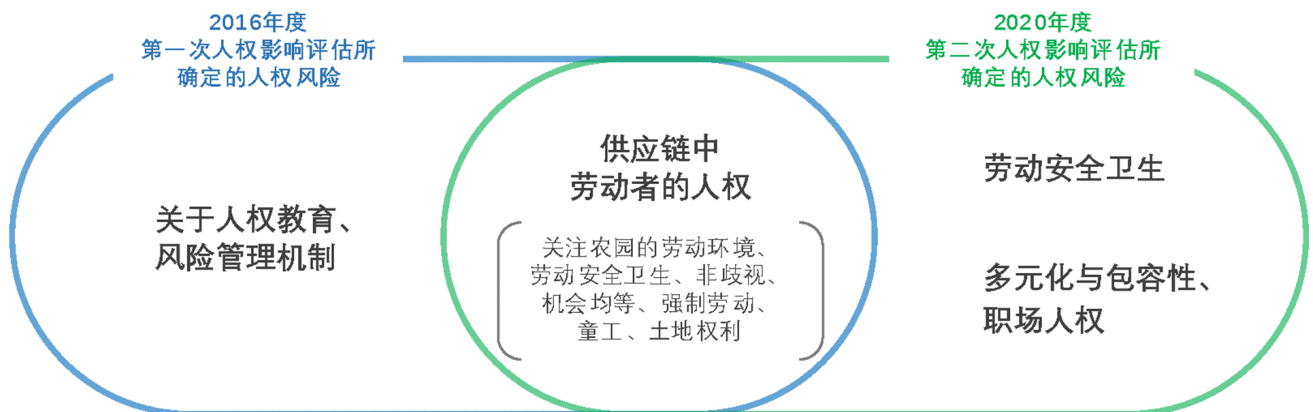 2016年度
第一次人权影响评估所
确定的人权风险
2020年度
第二次人权影响评估所
确定的人权风险
关于人权教育、
风险管理机制
供应链中
劳动者的人权
关注农园的劳动环境、
劳动安全卫生、非歧视、
机会均等、强制劳动、
童工、土地权利
劳动安全卫生
多元化与包容性、
职场人权